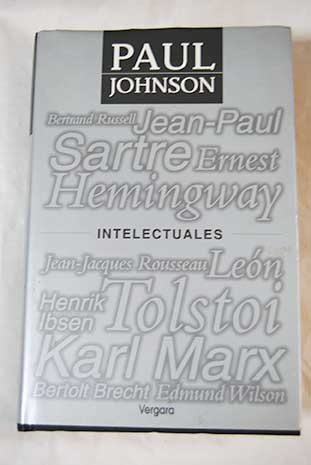 PAUL
JOHNSON
Bertrand Russell Jean-Paul
Sartre Ernest
Hemingway
INTELECTUALES
Jean-Jacques Rousseau León
Henrik Tolstoi
Ibsen
Karl Marx
Bertolt Brecht Edmund Wilson
Vergara